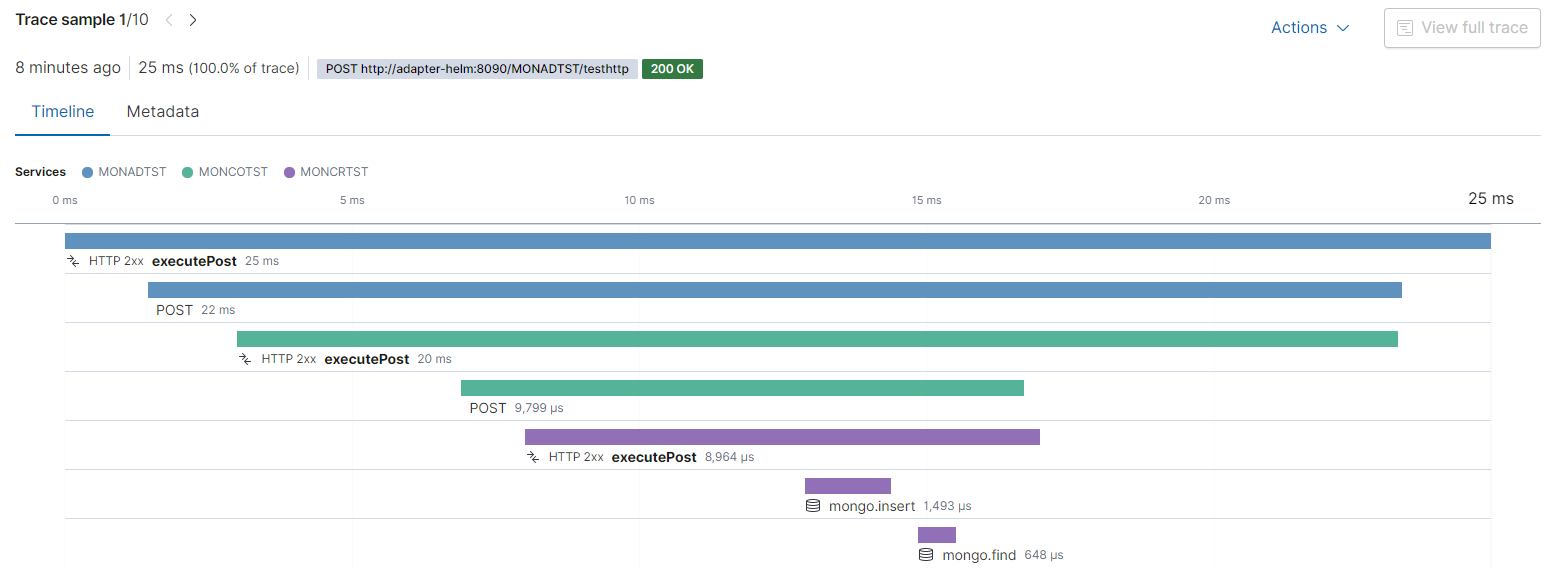 Trace sample 1/10
Actions
View full trace
8 minutes ago 25 ms (100.0% of trace) POST http://adapter-helm:8090/MONADTST/testhttp 200 OK
Timeline Metadata
Services MONADTST MONCOTST MONCRTST
0 ms 5 ms 10 ms 15 ms 20 ms 25 ms
HTTP 2xx executePost 25 ms
POST 22 ms
HTTP 2xx executePost 20 ms
POST 9,799 μs
HTTP 2xx executePost 8,964 μs
mongo.insert 1,493 μs
mongo.find 648 μs